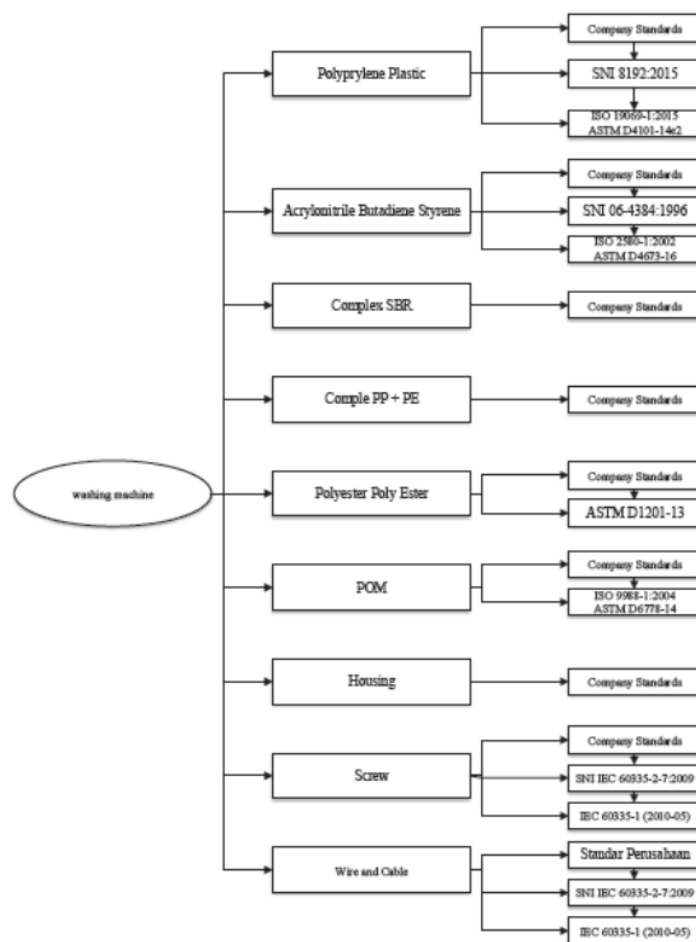 Company Standards
Polyprylene Plastic
SNI 8192:2015
ISO 19069-1:2015
ASTM D4101-14e2
Company Standards
Acrylonitrile Butadiene Styrene
SNI 06-4384:1996
ISO 2580-1:2002
ASTM D4673-16
Complex SBR
Company Standards
Comple PP + PE
Company Standards
Company Standards
washing machine
Polyester Poly Ester
ASTM D1201-13
Company Standards
POM
ISO 9988-1:2004
ASTM D6778-14
Housing
Company Standards
Company Standards
Screw
SNI IEC 60335-2-7:2009
IEC 60335-1 (2010-05)
Standar Perusahaan
Wire and Cable
SNI IEC 60335-2-7:2009
IEC 60335-1 (2010-05)